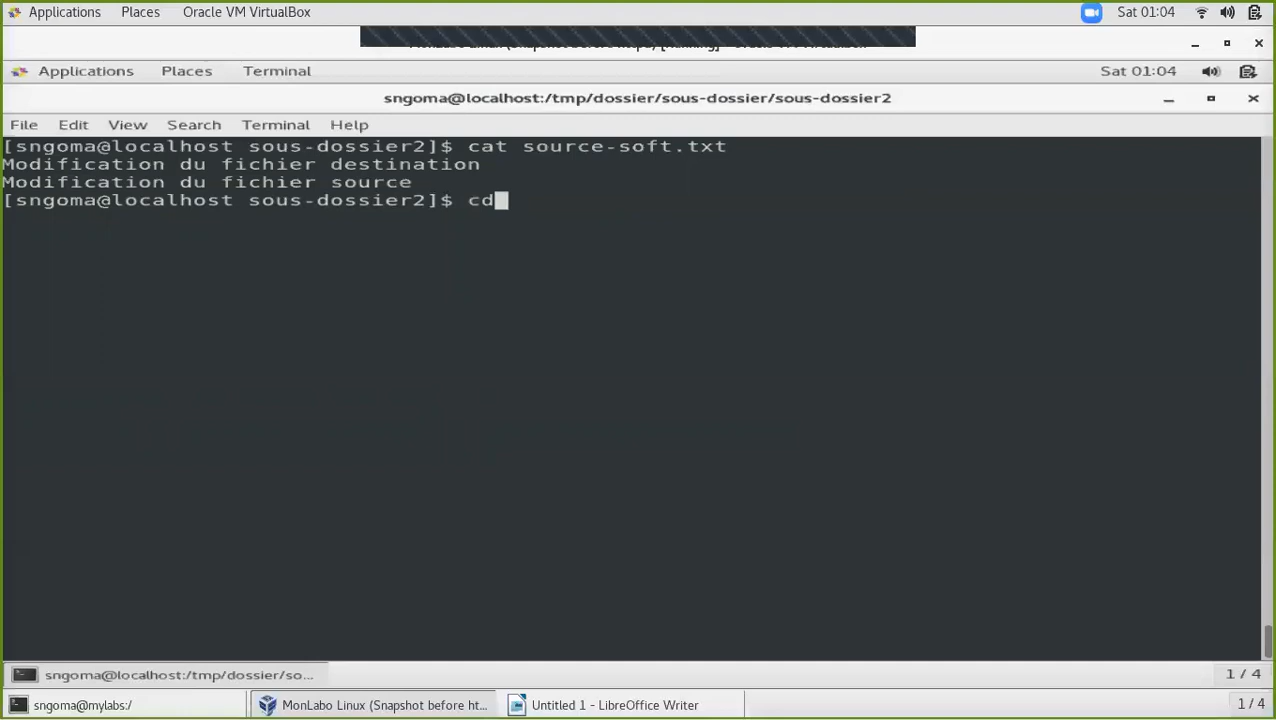 Applications Places Oracle VM VirtualBox Sat 01:04
Applications Places Terminal Sat 01:04
sngoma@localhost:/tmp/dossier/sous-dossier/sous-dossier2
File Edit View Search Terminal Help
[sngoma@localhost sous-dossier2]$ cat source-soft.txt
Modification du fichier destination
Modification du fichier source
[sngoma@localhost sous-dossier2]$ cd
sngoma@localhost:/tmp/dossier/so... 1 / 4
sngoma@mylabs:/ MonLabo Linux (Snapshot before ht... Untitled 1 - LibreOffice Writer 1 / 4